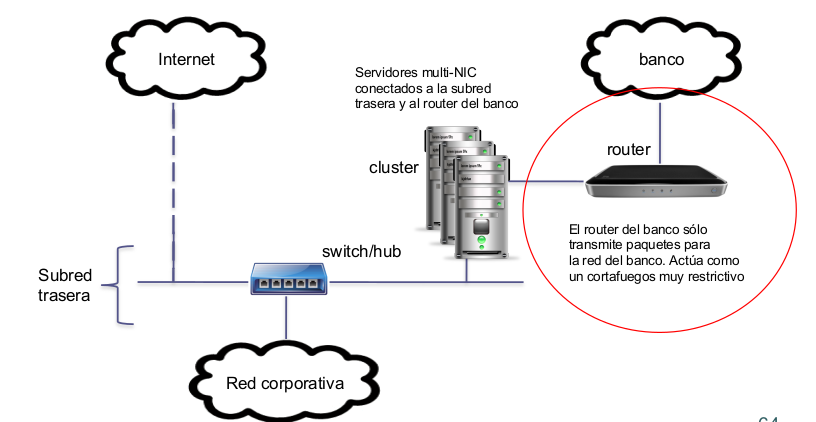 Internet
banco
Servidores multi-NIC
conectados a la subred
trasera y al router del banco
router
cluster
El router del banco sólo
transmite paquetes para
la red del banco. Actúa como
un cortafuegos muy restrictivo
switch/hub
Subred
trasera
Red corporativa